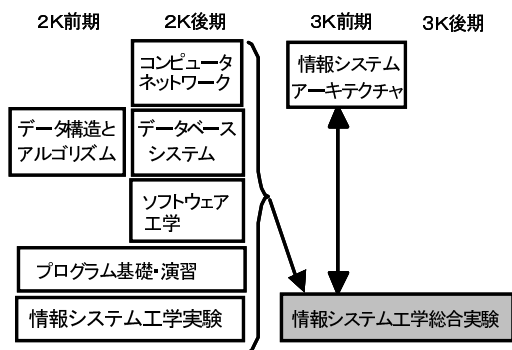 2K前期 2K後期 3K前期 3K後期
コンピュータ
ネットワーク
情報システム
アーキテクチャ
データ構造と
アルゴリズム
データベース
システム
ソフトウェア
工学
プログラム基礎・演習
情報システム工学実験
情報システム工学総合実験